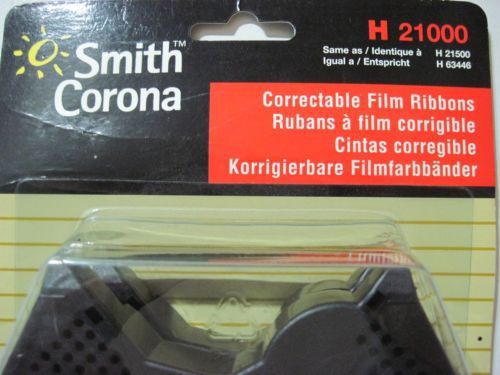 Smith™
Corona
H 21000
Same as / Identique à H 21500
Igual a / Entspricht H 63446
Correctable Film Ribbons
Rubans à film corrigible
Cintas corregible
Korrigierbare Filmfarbbänder